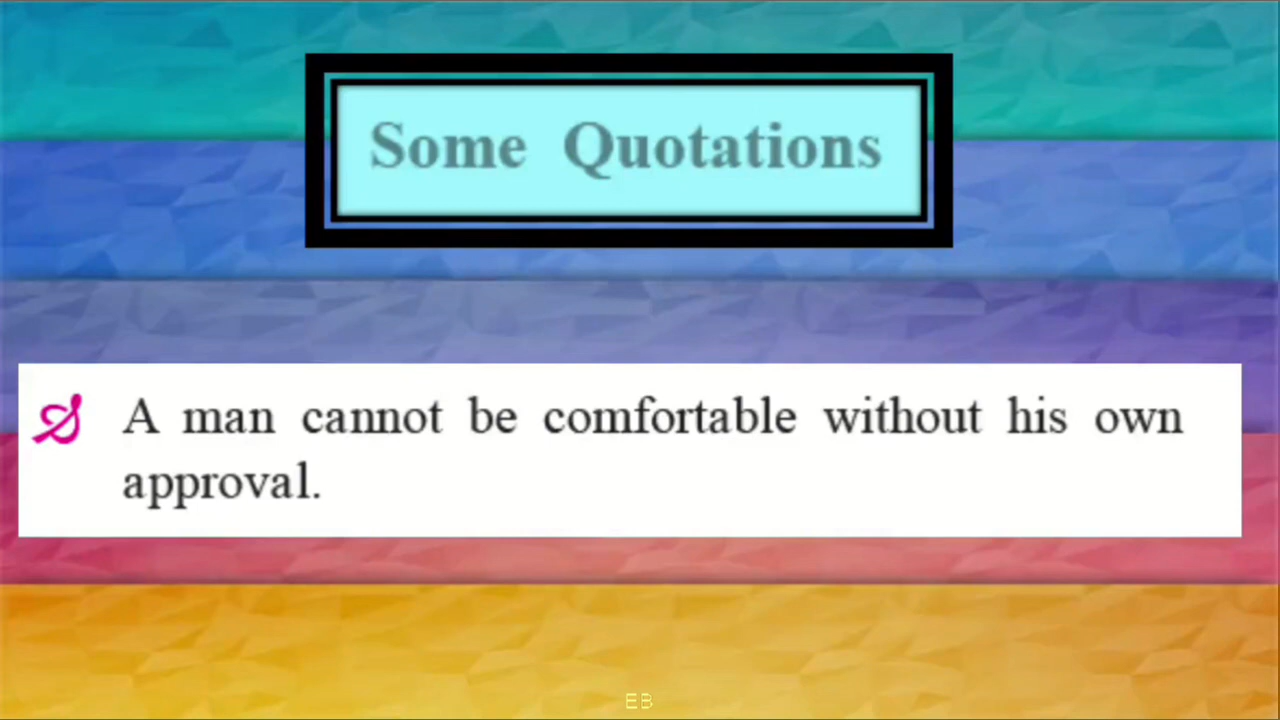 Some Quotations
A man cannot be comfortable without his own
approval.
EB